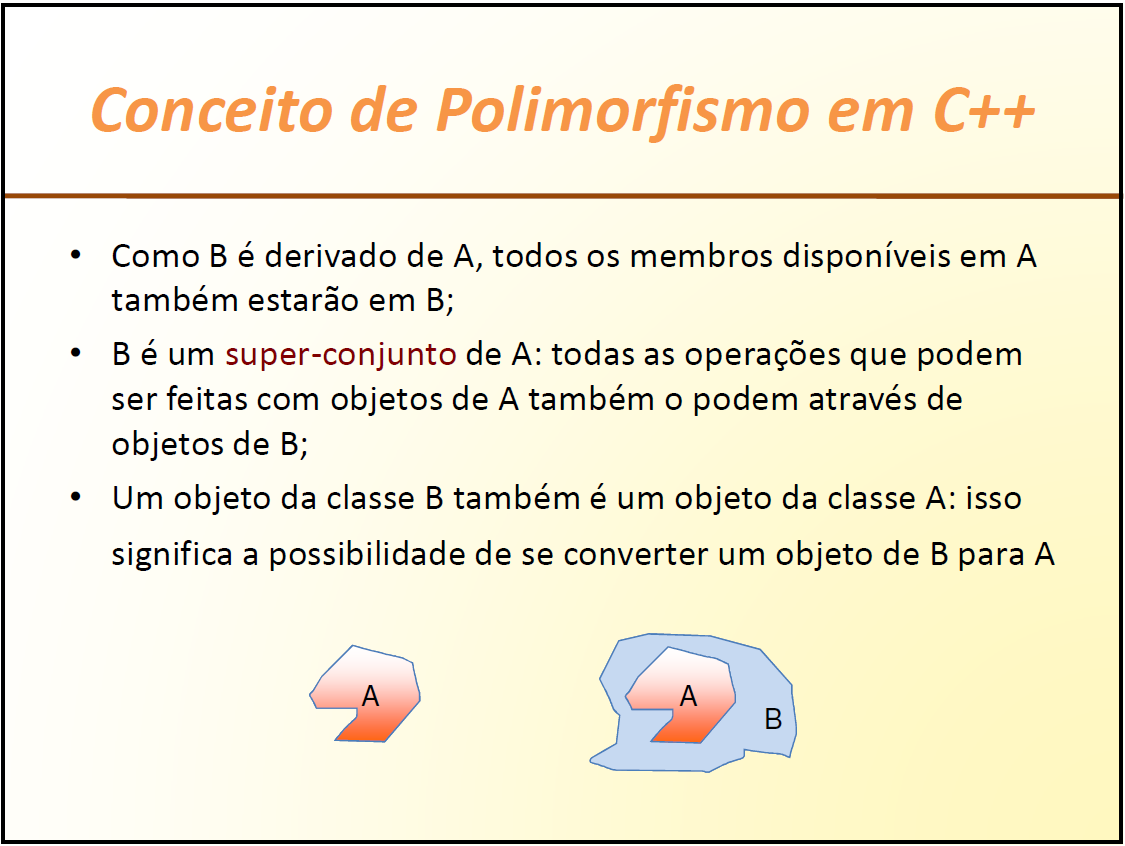 Conceito de Polimorfismo em C++
• Como B é derivado de A, todos os membros disponíveis em A
também estarão em B;
• B é um super-conjunto de A: todas as operações que podem
ser feitas com objetos de A também o podem através de
objetos de B;
• Um objeto da classe B também é um objeto da classe A: isso
significa a possibilidade de se converter um objeto de B para A
A
A
B